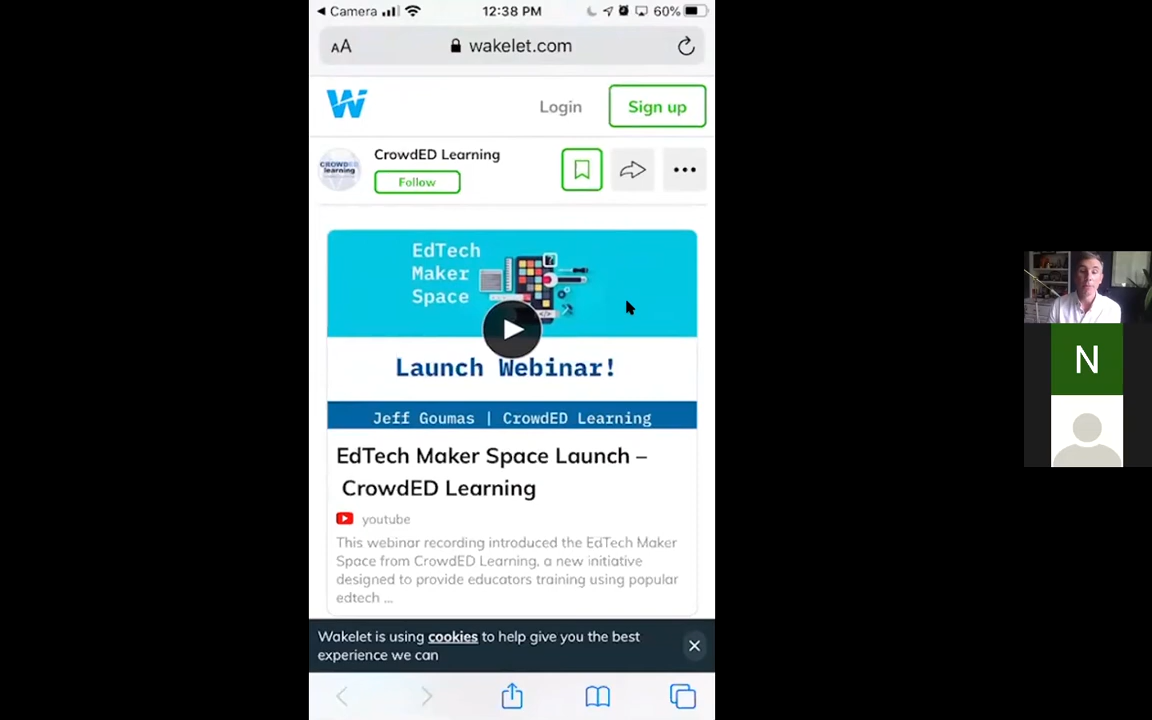 Camera 12:38 PM 60%
AA wakelet.com
W Login Sign up
CROWDED
learning
CrowdED Learning
Follow
EdTech
Maker
Space
Launch Webinar!
Jeff Goumas | CrowdED Learning
EdTech Maker Space Launch –
CrowdED Learning
youtube
This webinar recording introduced the EdTech Maker
Space from CrowdED Learning, a new initiative
designed to provide educators training using popular
edtech ...
Wakelet is using cookies to help give you the best
experience we can
N